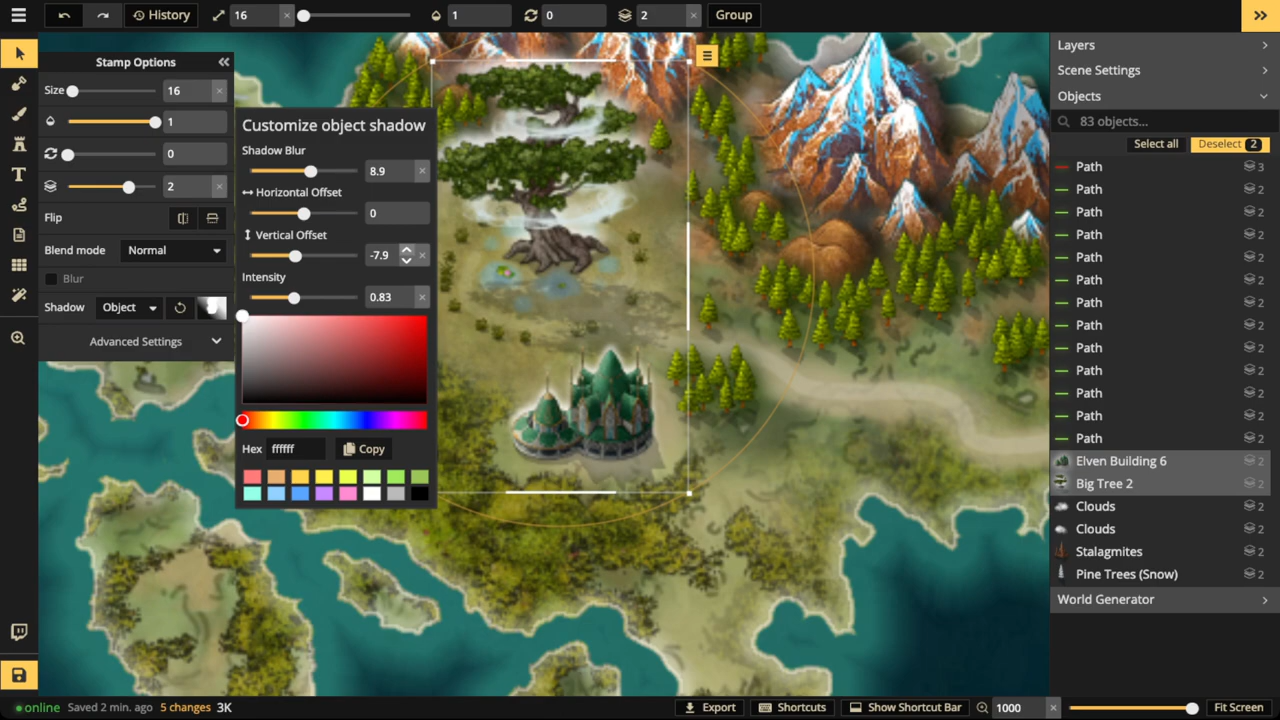 History
16
1
0
2
Group
Stamp Options
Size
16
1
0
2
Flip
Blend mode
Normal
Blur
Shadow
Object
Advanced Settings
Customize object shadow
Shadow Blur
8.9
Horizontal Offset
0
Vertical Offset
-7.9
Intensity
0.83
Hex
ffffff
Copy
Layers
Scene Settings
Objects
83 objects...
Select all
Deselect 2
Path 3
Path 2
Path 2
Path 2
Path 2
Path 2
Path 2
Path 2
Path 2
Path 2
Path 2
Path 2
Path 2
Elven Building 6 2
Big Tree 2 2
Clouds 2
Clouds 2
Stalagmites 2
Pine Trees (Snow) 2
World Generator
online Saved 2 min. ago 5 changes 3K
Export
Shortcuts
Show Shortcut Bar
1000
Fit Screen